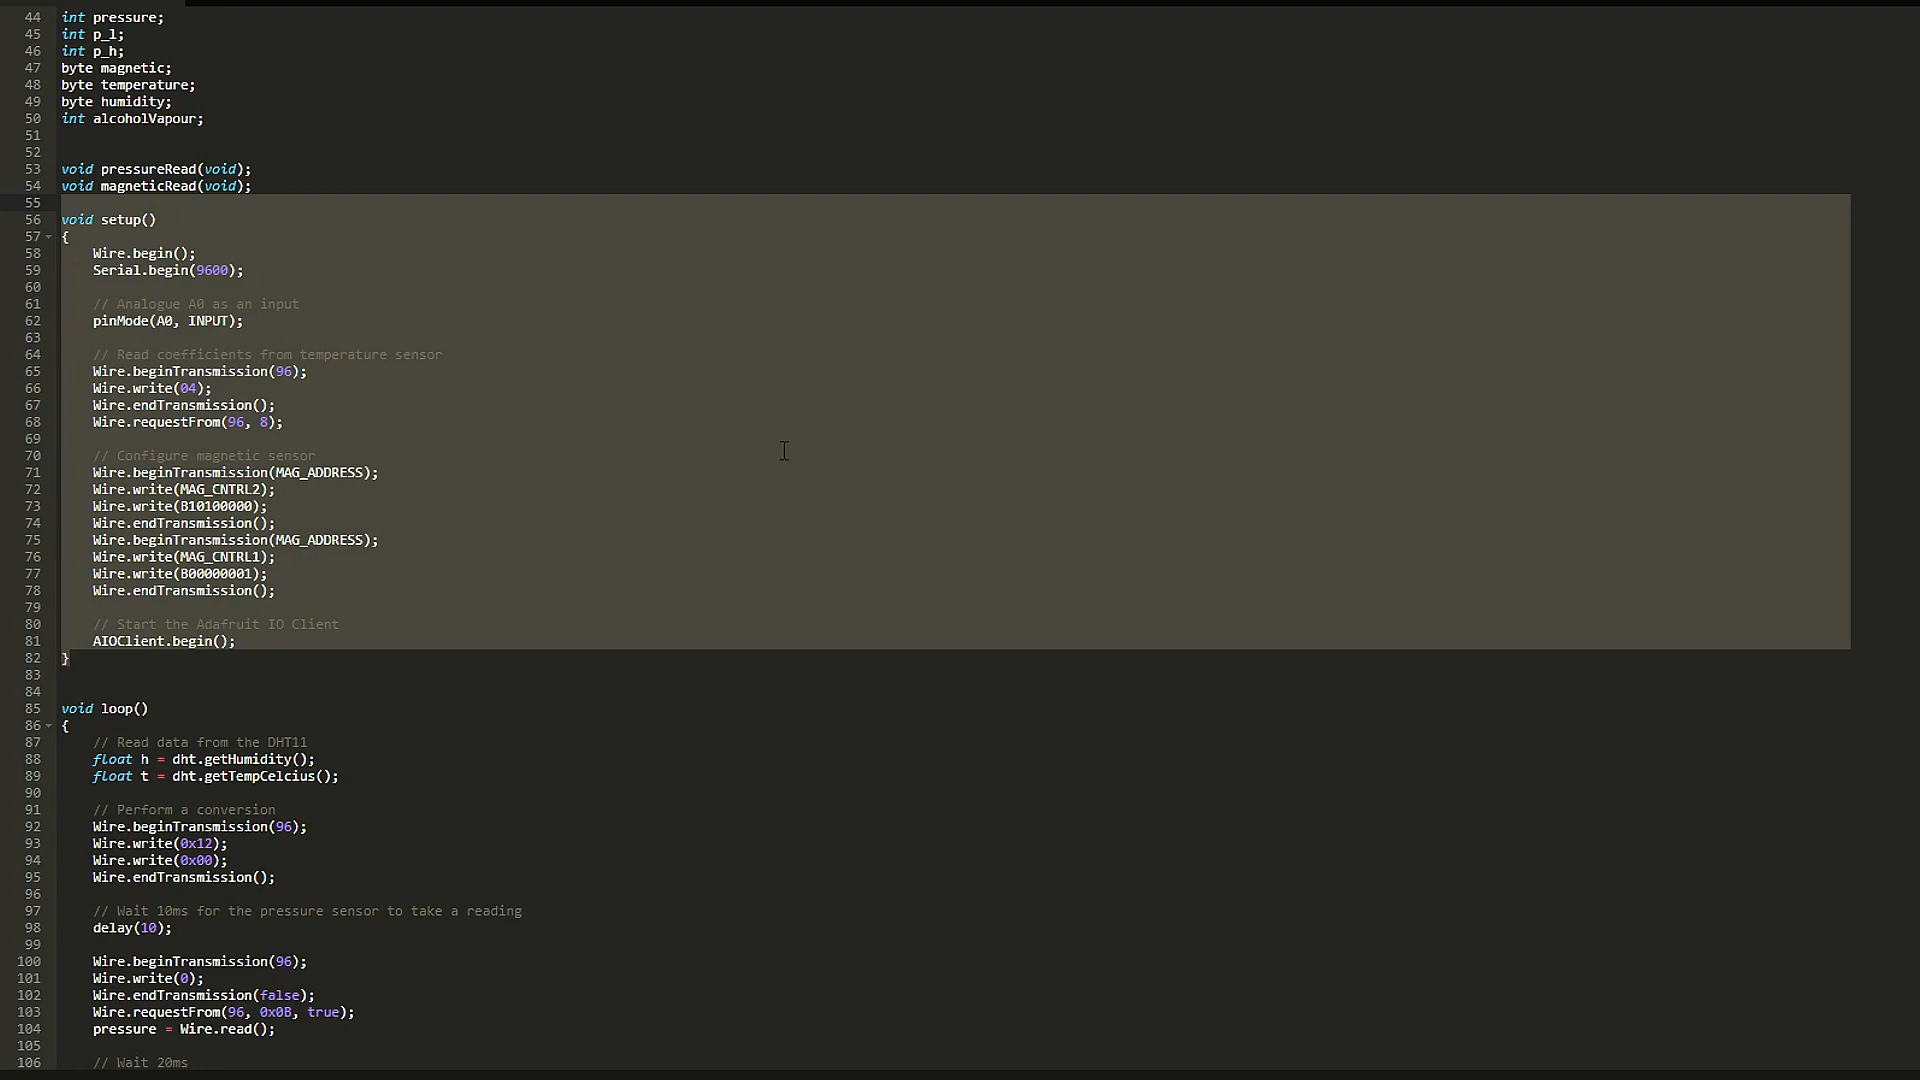 44 int pressure;
45 int p_l;
46 int p_h;
47 byte magnetic;
48 byte temperature;
49 byte humidity;
50 int alcoholVapour;
51
52
53 void pressureRead(void);
54 void magneticRead(void);
55
56 void setup()
57 {
58 Wire.begin();
59 Serial.begin(9600);
60
61 // Analogue A0 as an input
62 pinMode(A0, INPUT);
63
64 // Read coefficients from temperature sensor
65 Wire.beginTransmission(96);
66 Wire.write(04);
67 Wire.endTransmission();
68 Wire.requestFrom(96, 8);
69
70 // Configure magnetic sensor
71 Wire.beginTransmission(MAG_ADDRESS);
72 Wire.write(MAG_CNTRL2);
73 Wire.write(B10100000);
74 Wire.endTransmission();
75 Wire.beginTransmission(MAG_ADDRESS);
76 Wire.write(MAG_CNTRL1);
77 Wire.write(B00000001);
78 Wire.endTransmission();
79
80 // Start the Adafruit IO Client
81 AIOClient.begin();
82 }
83
84
85 void loop()
86 {
87 // Read data from the DHT11
88 float h = dht.getHumidity();
89 float t = dht.getTempCelcius();
90
91 // Perform a conversion
92 Wire.beginTransmission(96);
93 Wire.write(0x12);
94 Wire.write(0x00);
95 Wire.endTransmission();
96
97 // Wait 10ms for the pressure sensor to take a reading
98 delay(10);
99
100 Wire.beginTransmission(96);
101 Wire.write(0);
102 Wire.endTransmission(false);
103 Wire.requestFrom(96, 0x0B, true);
104 pressure = Wire.read();
105
106 // Wait 20ms